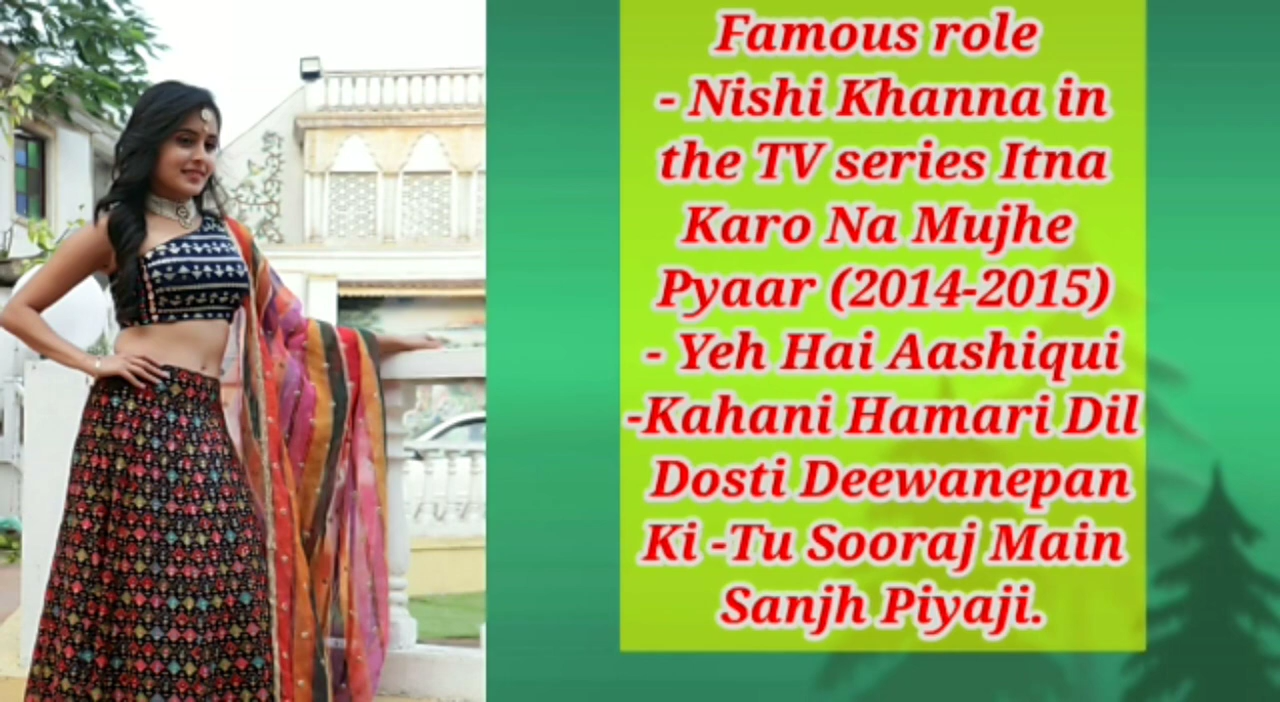 Famous role
- Nishi Khanna in
the TV series Itna
Karo Na Mujhe
Pyaar (2014-2015)
- Yeh Hai Aashiqui
-Kahani Hamari Dil
Dosti Deewanepan
Ki -Tu Sooraj Main
Sanjh Piyaji.